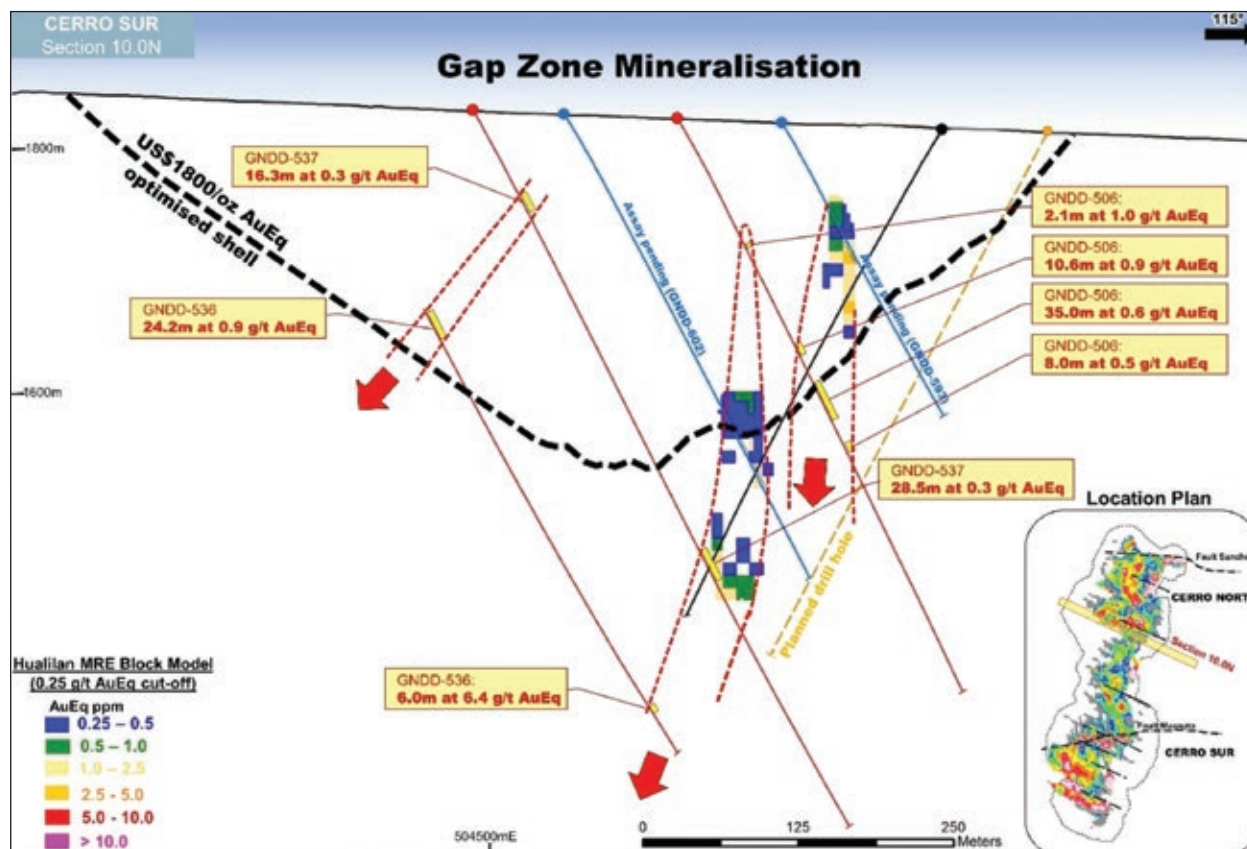 CERRO SUR
Section 10.0N
115°
Gap Zone Mineralisation
1800m
GNDD-537
16.3m at 0.3 g/t AuEq
US$1800/oz AuEq
optimised shell
GNDD-536
24.2m at 0.9 g/t AuEq
Assay pending (GNDD-602)
Assay pending (GNDD-597)
GNDD-506:
2.1m at 1.0 g/t AuEq
GNDD-506:
10.6m at 0.9 g/t AuEq
GNDD-506:
35.0m at 0.6 g/t AuEq
GNDD-506:
8.0m at 0.5 g/t AuEq
1600m
GNDD-537
28.5m at 0.3 g/t AuEq
Planned drill hole
GNDD-536:
6.0m at 6.4 g/t AuEq
Location Plan
Fault Sancho
CERRO NORT
Section 10.0N
CERRO SUR
Hualilan MRE Block Model
(0.25 g/t AuEq cut-off)
AuEq ppm
0.25 – 0.5
0.5 – 1.0
1.0 – 2.5
2.5 - 5.0
5.0 - 10.0
> 10.0
504500mE
0 125 250
Meters